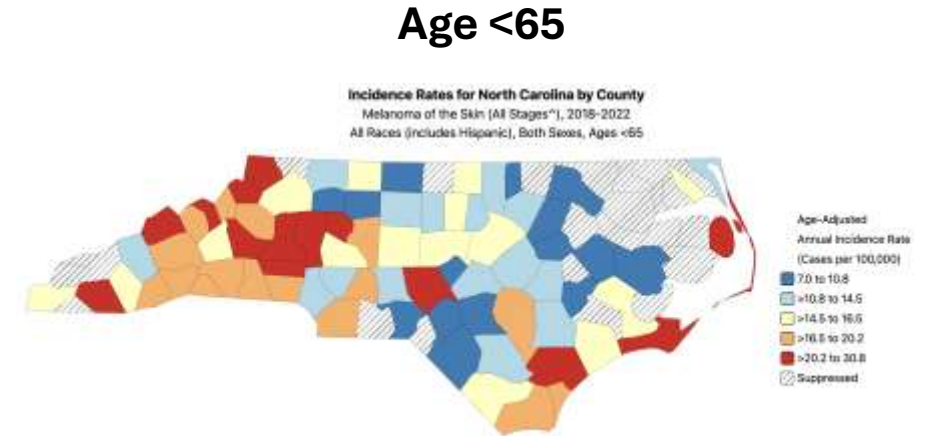 Age <65
Incidence Rates for North Carolina by County
Melanoma of the Skin (All Stages^), 2018-2022
All Races (includes Hispanic), Both Sexes, Ages <65
Age-Adjusted
Annual Incidence Rate
(Cases per 100,000)
7.0 to 10.8
>10.8 to 14.5
>14.5 to 16.5
>16.5 to 20.2
>20.2 to 30.8
Suppressed